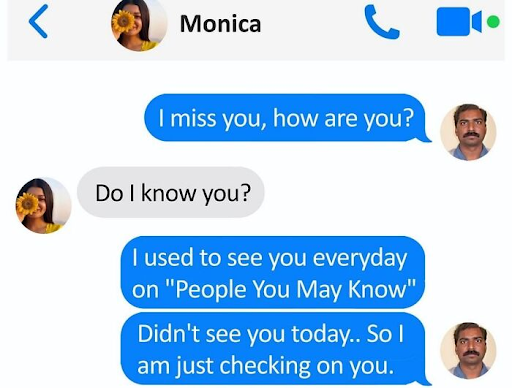 Monica
I miss you, how are you?
Do I know you?
I used to see you everyday
on "People You May Know"
Didn't see you today.. So I
am just checking on you.